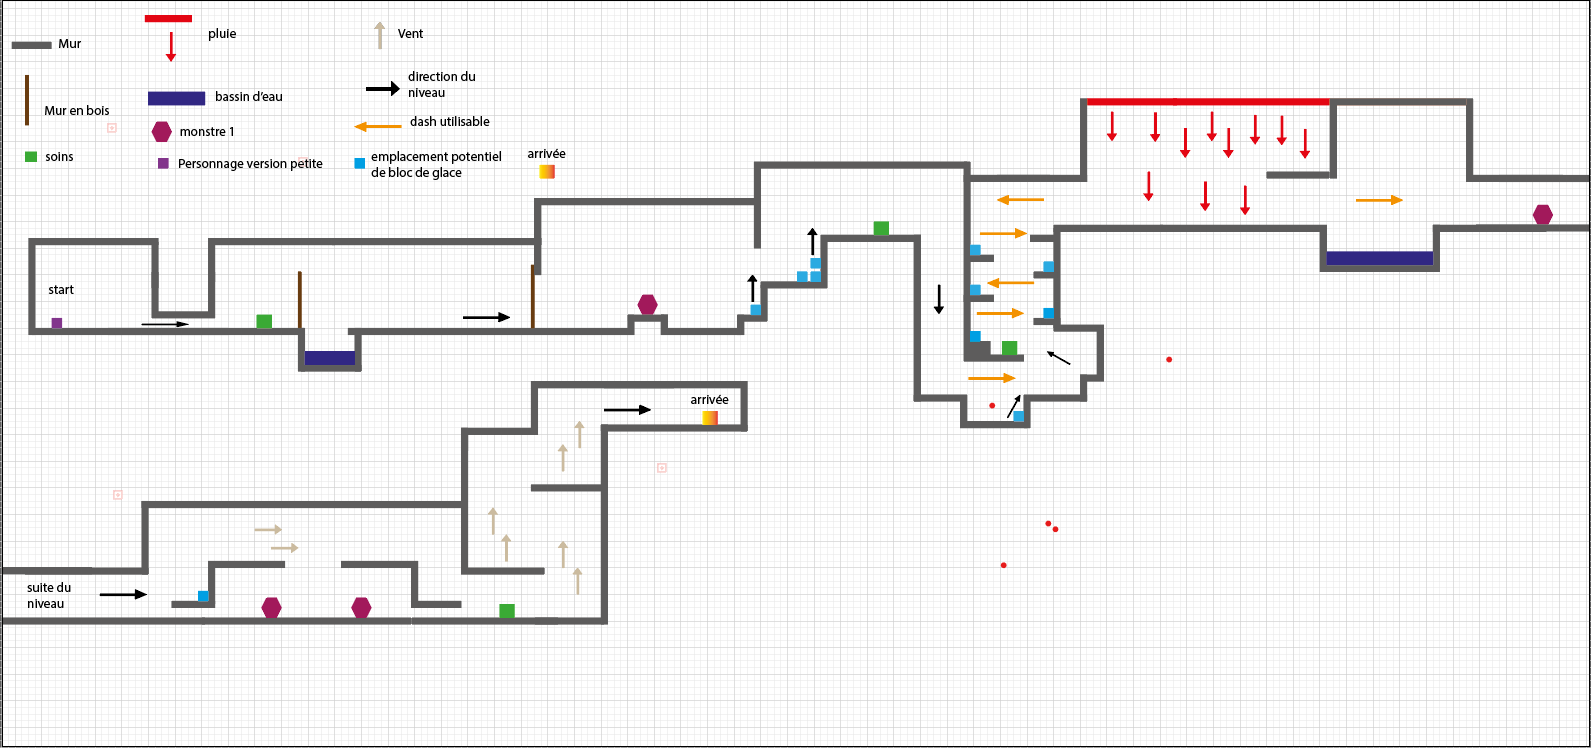 Mur
Mur en bois
soins
pluie
bassin d'eau
monstre 1
Personnage version petite
Vent
direction du
niveau
dash utilisable
emplacement potentiel
de bloc de glace
arrivée
start
arrivée
suite du
niveau